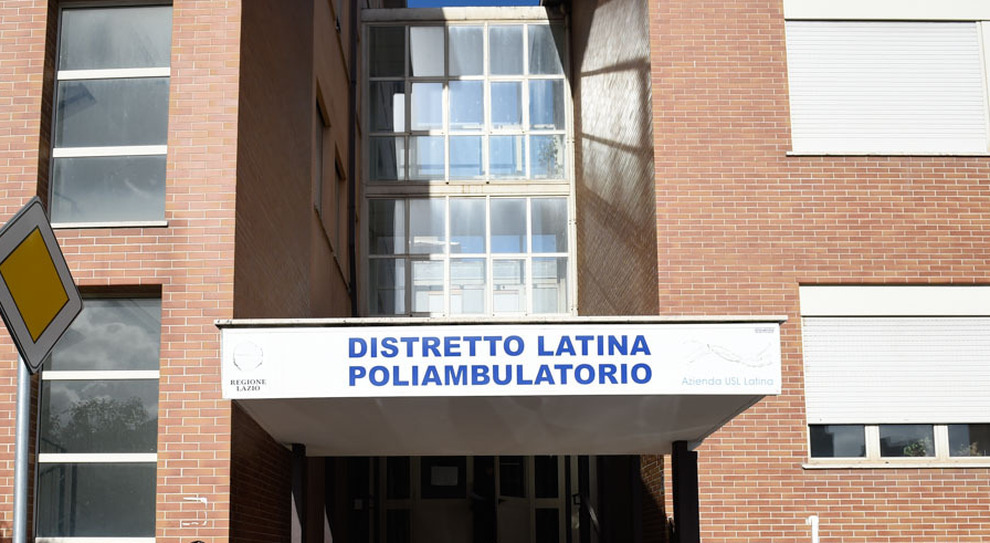 DISTRETTO LATINA
POLIAMBULATORIO
REGIONE
LAZIO
Azienda USL Latina